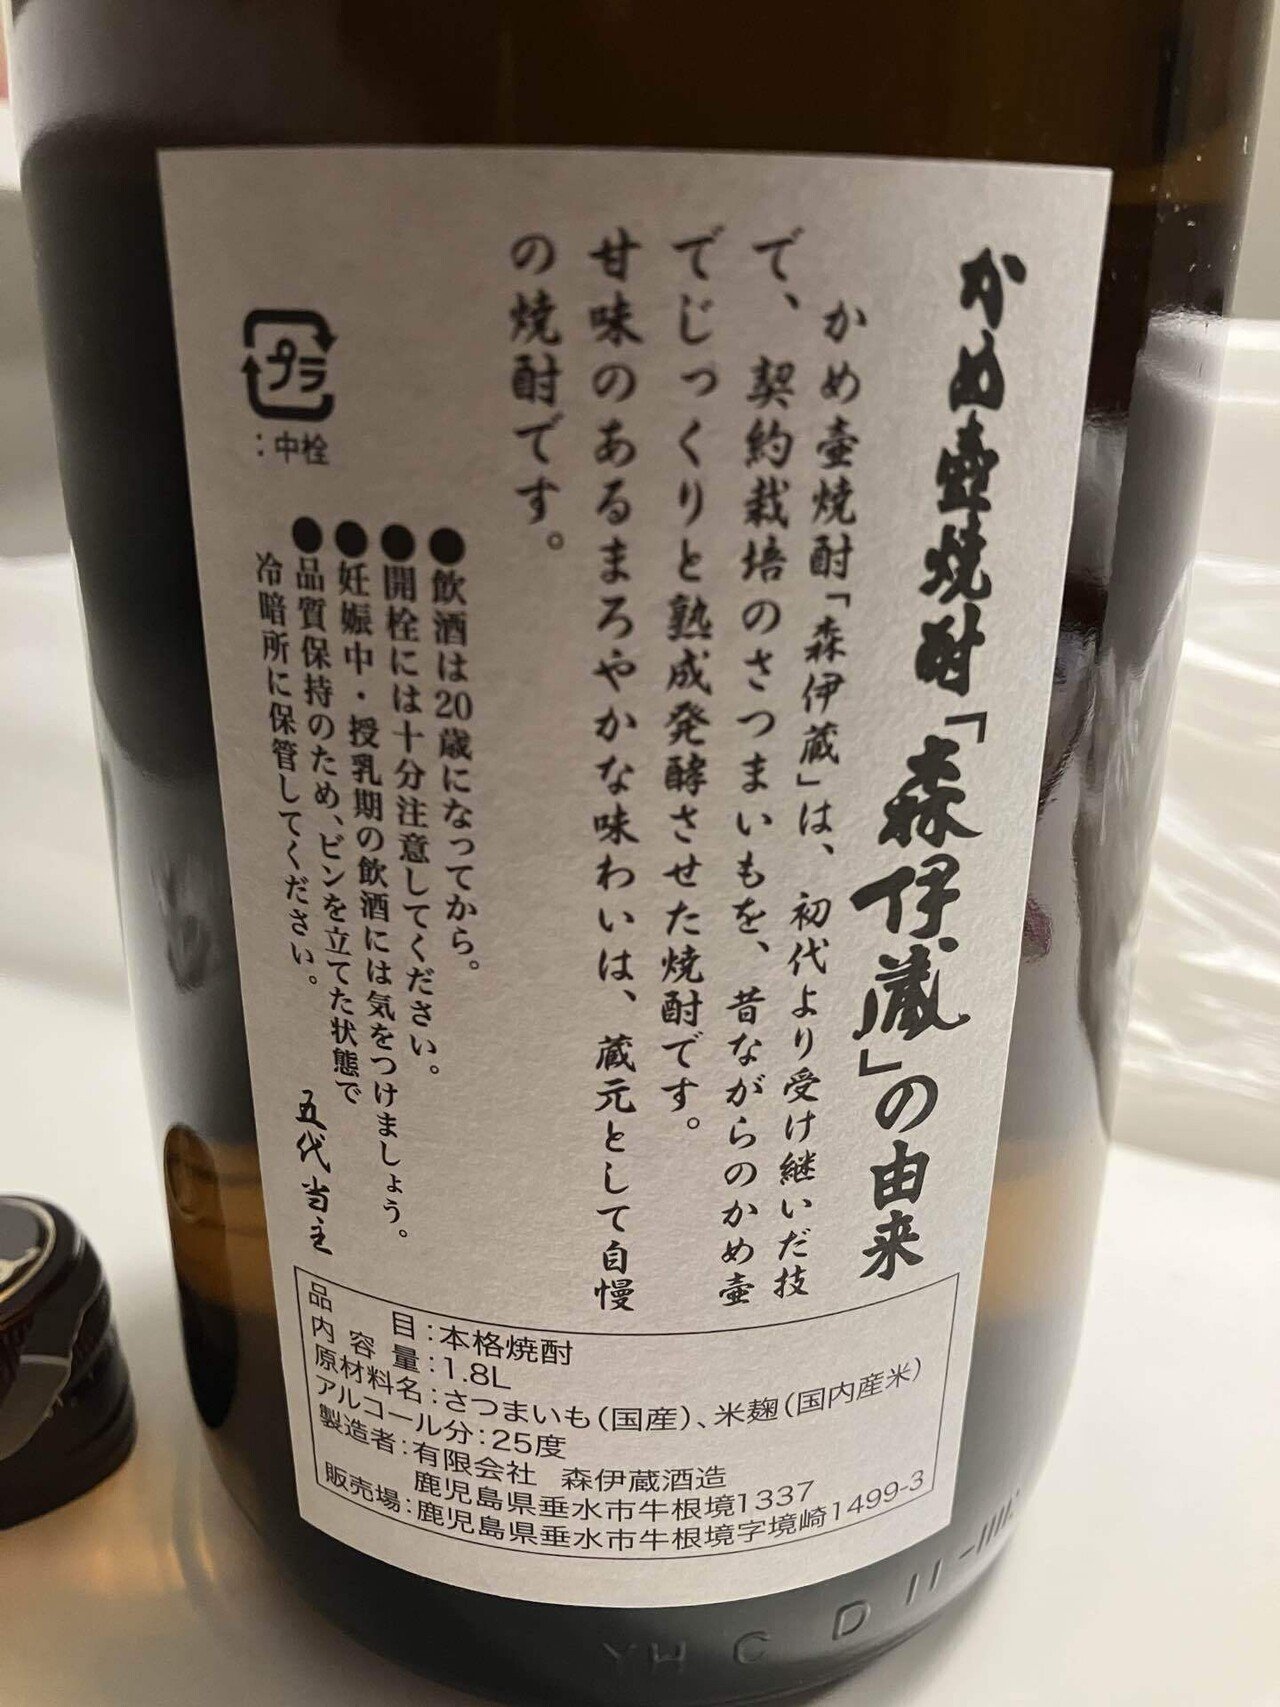 かめ壺焼酎「森伊蔵」の由来
かめ壺焼酎「森伊蔵」は、初代より受け継いだ技
で、契約栽培のさつまいもを、昔ながらのかめ壺
でじっくりと熟成発酵させた焼酎です。
甘味のあるまろやかな味わいは、蔵元として自慢
の焼酎です。
●飲酒は20歳になってから。
●開栓には十分注意してください。
●妊娠中・授乳期の飲酒には気をつけましょう。
●品質保持のため、ビンを立てた状態で
冷暗所に保管してください。
五代当主
プラ
:中栓
品目:本格焼酎
内容量:1.8L
原材料名:さつまいも(国産)、米麹(国内産米)
アルコール分:25度
製造者:有限会社 森伊蔵酒造
鹿児島県垂水市牛根境1337
販売場:鹿児島県垂水市牛根境字境崎1499-3
YH C D 11